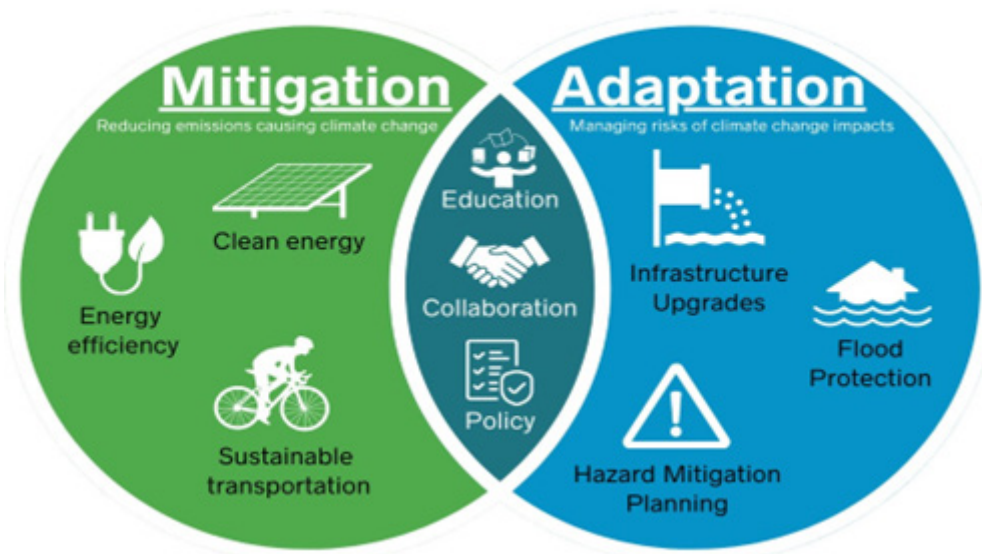 Mitigation
Reducing emissions causing climate change
Clean energy
Energy
efficiency
Sustainable
transportation
Education
Collaboration
Policy
Adaptation
Managing risks of climate change impacts
Infrastructure
Upgrades
Flood
Protection
Hazard Mitigation
Planning